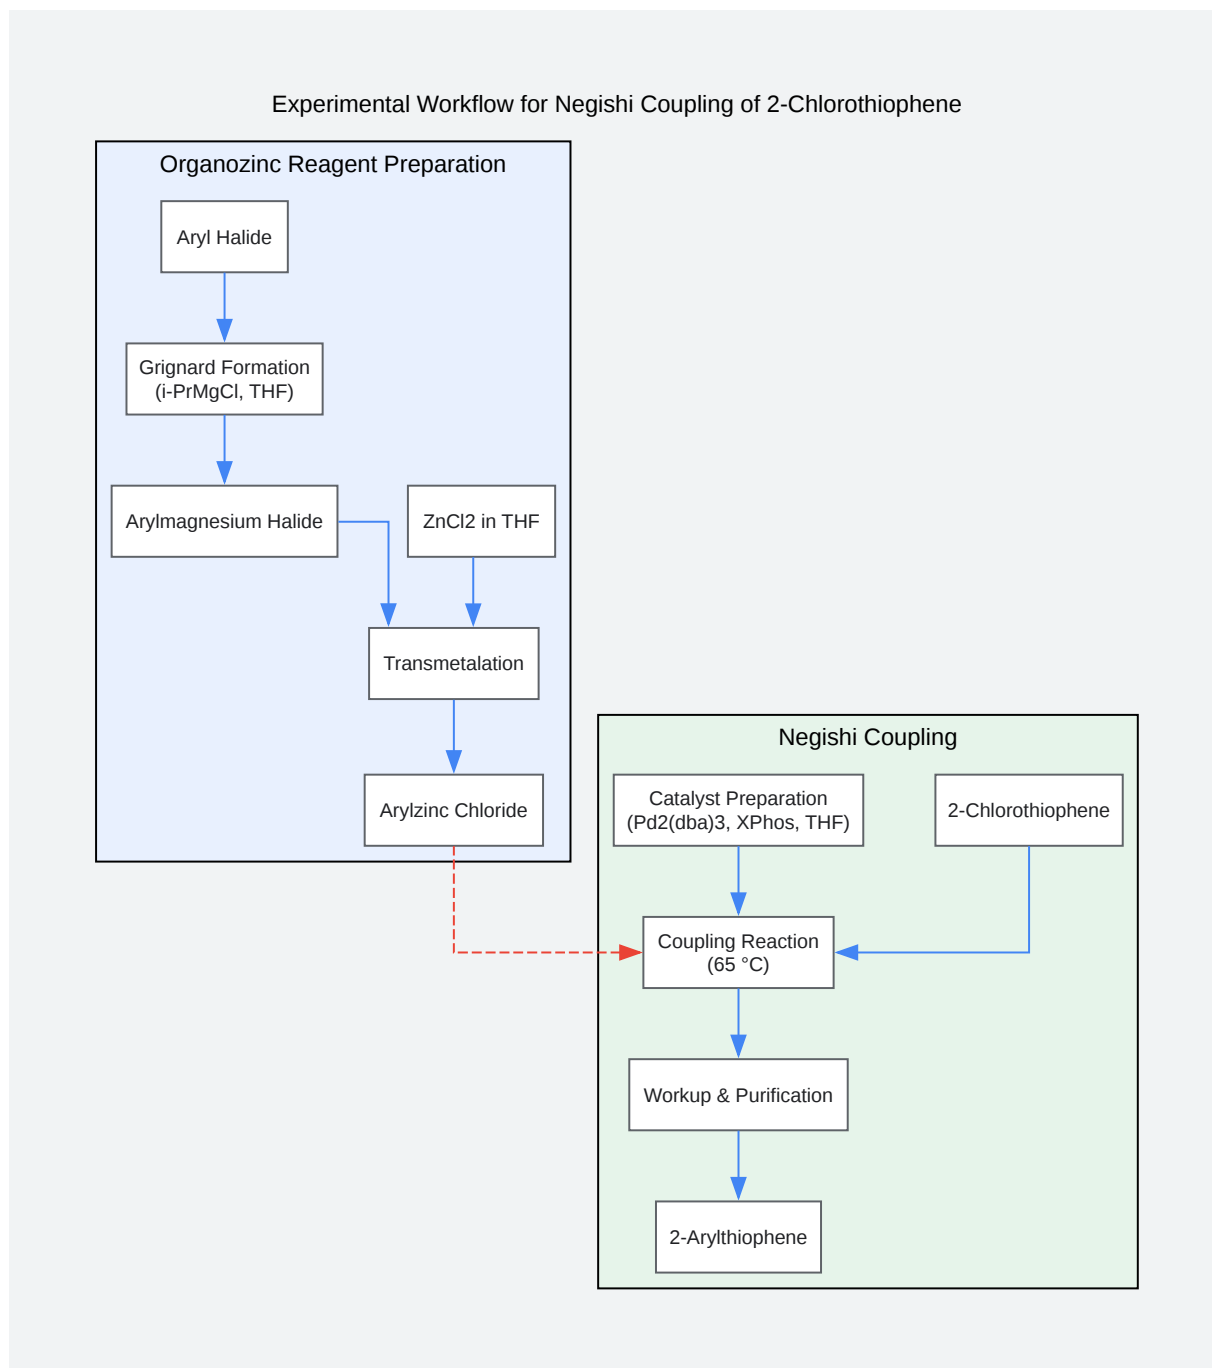 Experimental Workflow for Negishi Coupling of 2-Chlorothiophene
Organozinc Reagent Preparation
Aryl Halide
Grignard Formation
(i-PrMgCl, THF)
Arylmagnesium Halide
ZnCl2 in THF
Transmetalation
Arylzinc Chloride
Negishi Coupling
Catalyst Preparation
(Pd2(dba)3, XPhos, THF)
2-Chlorothiophene
Coupling Reaction
(65 °C)
Workup & Purification
2-Arylthiophene